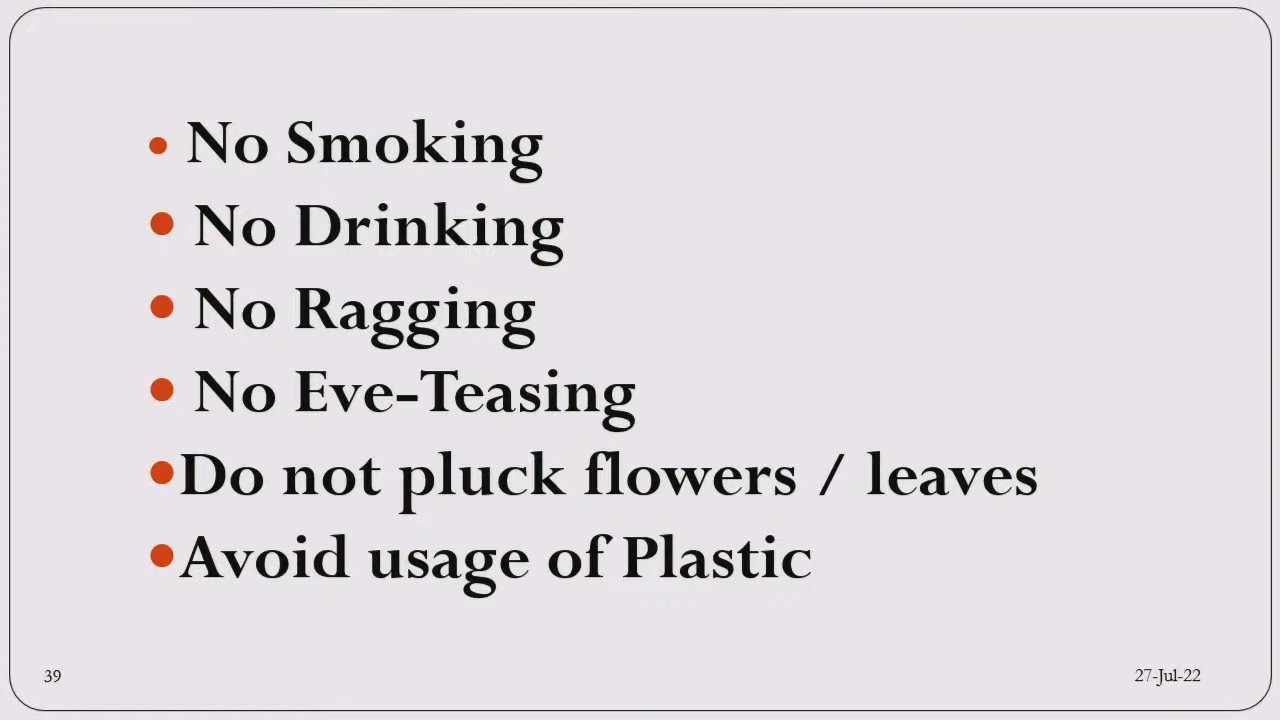 • No Smoking
• No Drinking
• No Ragging
• No Eve-Teasing
•Do not pluck flowers / leaves
•Avoid usage of Plastic
39
27-Jul-22